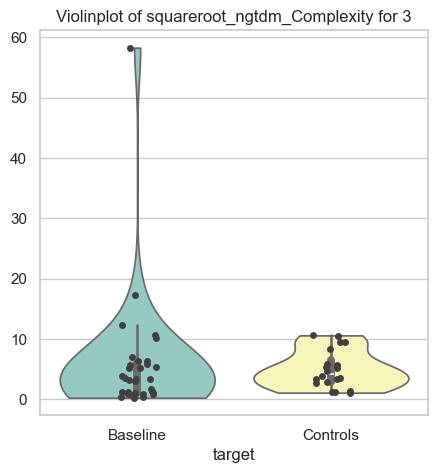 Violinplot of squareroot_ngtdm_Complexity for 3
60
50
40
30
20
10
0
Baseline
Controls
target